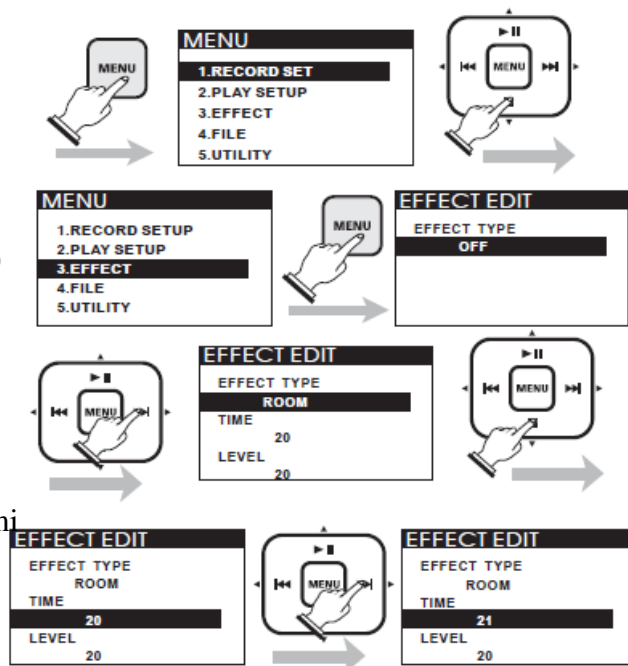 MENU
MENU
1.RECORD SET
2.PLAY SETUP
3.EFFECT
4.FILE
5.UTILITY
MENU
MENU
1.RECORD SETUP
2.PLAY SETUP
3.EFFECT
4.FILE
5.UTILITY
MENU
EFFECT EDIT
EFFECT TYPE
OFF
MENU
EFFECT EDIT
EFFECT TYPE
ROOM
TIME
20
LEVEL
20
MENU
ni
EFFECT EDIT
EFFECT TYPE
ROOM
TIME
20
LEVEL
20
MENU
EFFECT EDIT
EFFECT TYPE
ROOM
TIME
21
LEVEL
20